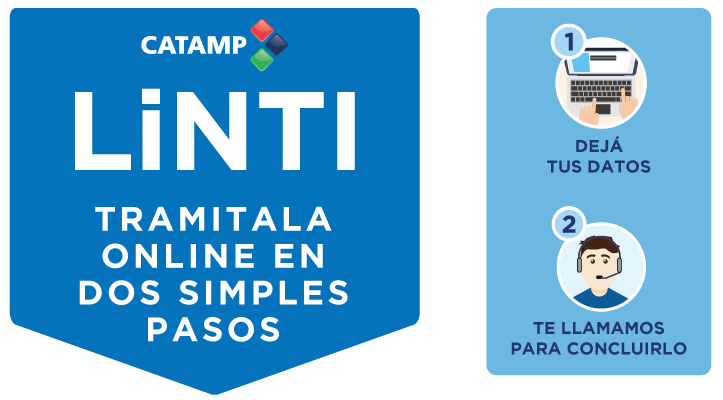 CATAMP
LiNTI
TRAMITALA
ONLINE EN
DOS SIMPLES
PASOS
1
DEJÁ
TUS DATOS
2
TE LLAMAMOS
PARA CONCLUIRLO